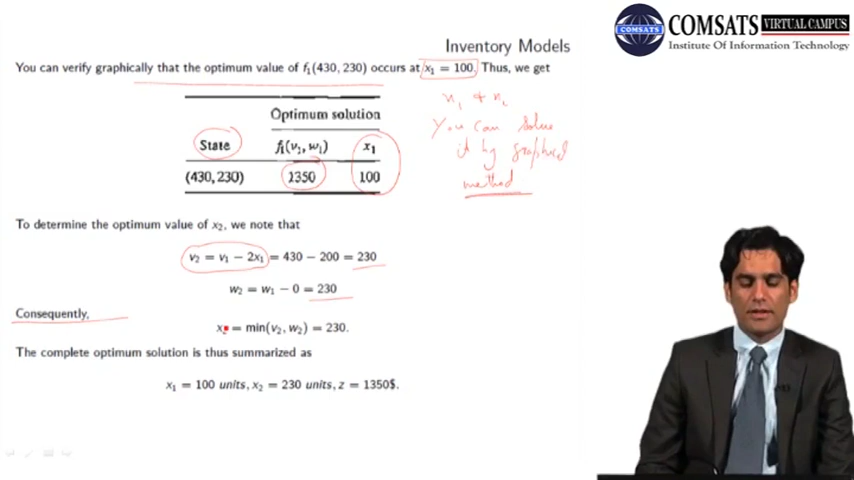 Inventory Models
COMSATS VIRTUAL CAMPUS
Institute Of Information Technology
You can verify graphically that the optimum value of f₁(430, 230) occurs at x₁ = 100. Thus, we get
Optimum solution
State f₁(v₁, w₁) x₁
(430, 230) 1350 100
x₁ & x₂
You can solve
it by graphical
method
To determine the optimum value of x₂, we note that
v₂ = v₁ − 2x₁ = 430 − 200 = 230
w₂ = w₁ − 0 = 230
Consequently,
x₂ = min(v₂, w₂) = 230.
The complete optimum solution is thus summarized as
x₁ = 100 units, x₂ = 230 units, z = 1350$.